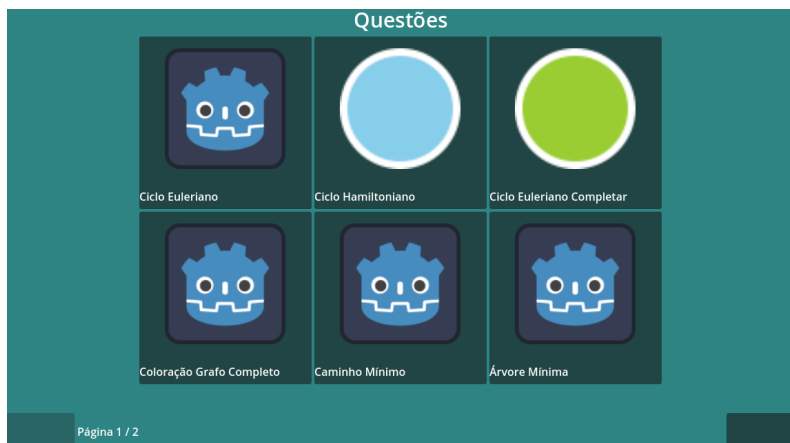 Questões
Ciclo Euleriano
Ciclo Hamiltoniano
Ciclo Euleriano Completar
Coloração Grafo Completo
Caminho Mínimo
Árvore Mínima
Página 1 / 2